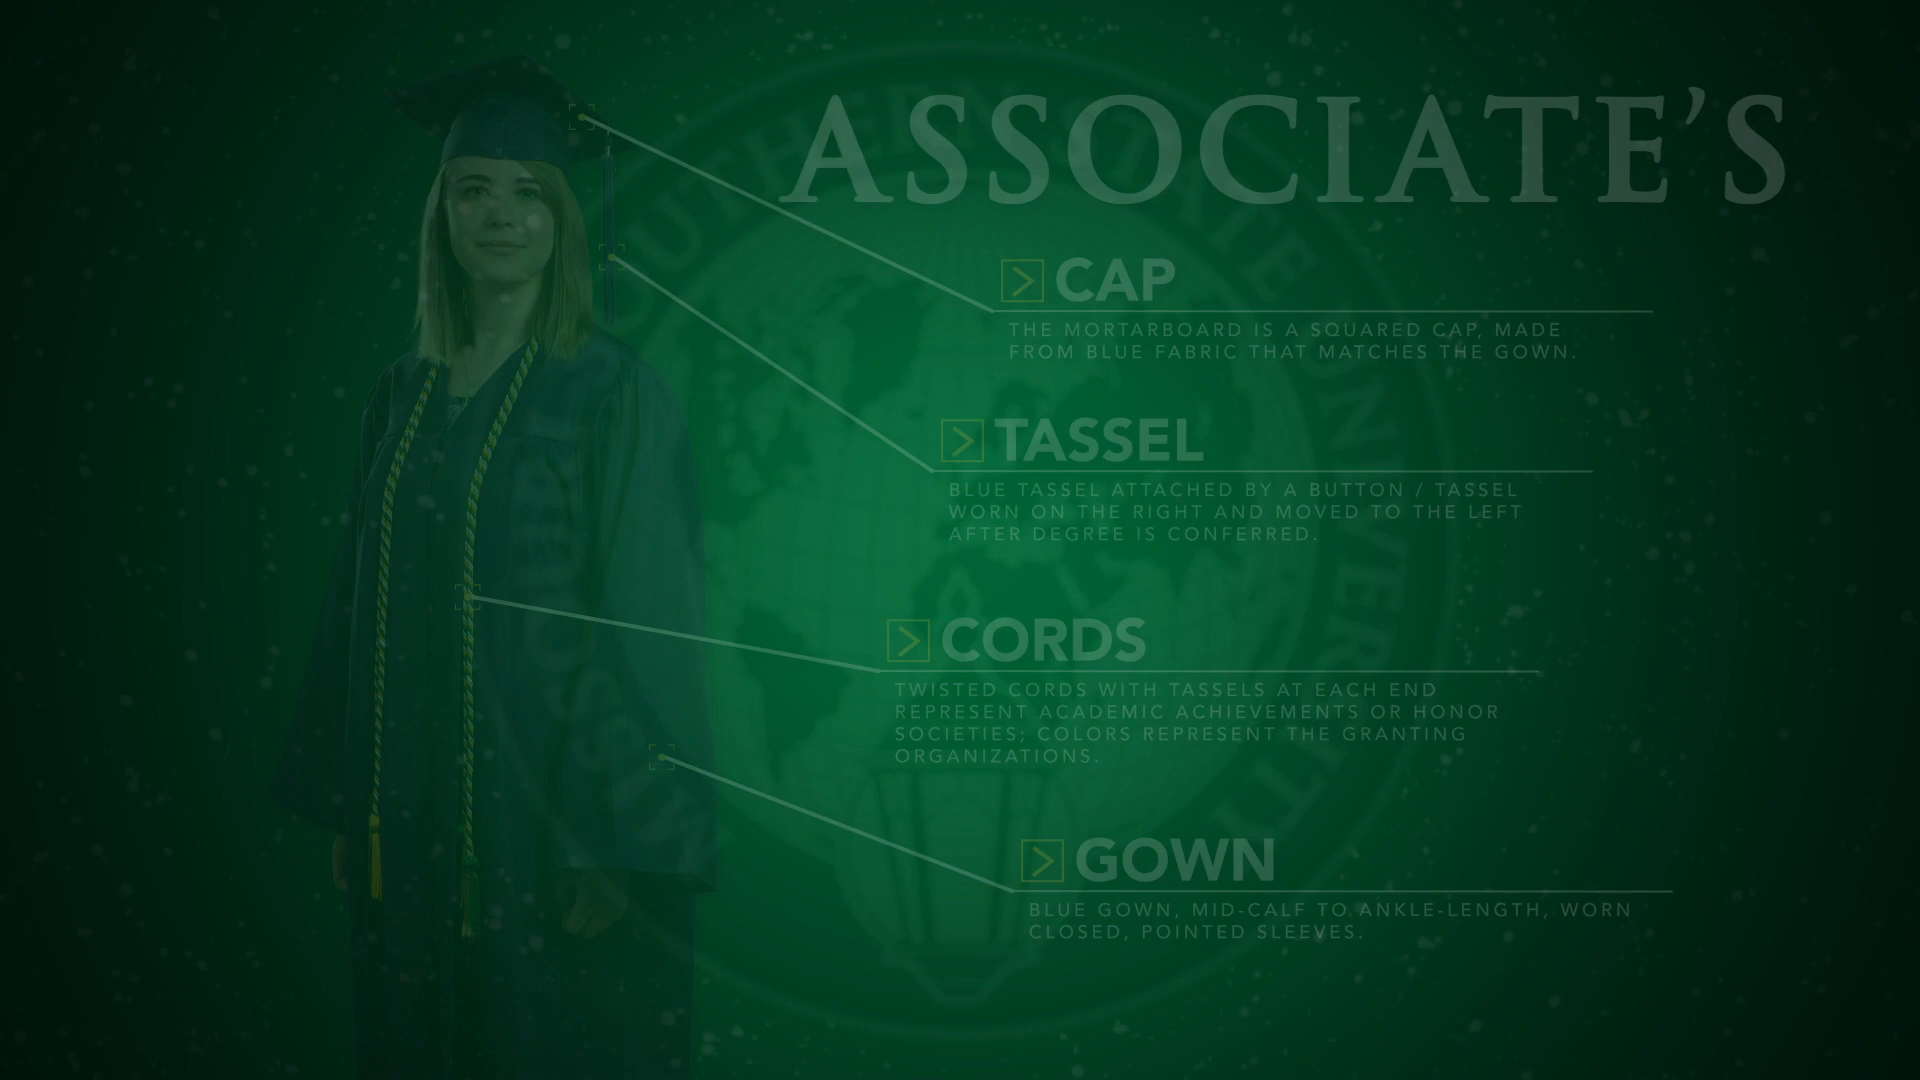 ASSOCIATE'S
CAP
THE MORTARBOARD IS A SQUARED CAP, MADE
FROM BLUE FABRIC THAT MATCHES THE GOWN.
TASSEL
BLUE TASSEL ATTACHED BY A BUTTON / TASSEL
WORN ON THE RIGHT AND MOVED TO THE LEFT
AFTER DEGREE IS CONFERRED.
CORDS
TWISTED CORDS WITH TASSELS AT EACH END
REPRESENT ACADEMIC ACHIEVEMENTS OR HONOR
SOCIETIES; COLORS REPRESENT THE GRANTING
ORGANIZATIONS.
GOWN
BLUE GOWN, MID-CALF TO ANKLE-LENGTH, WORN
CLOSED, POINTED SLEEVES.
STATE UNIVERSITY